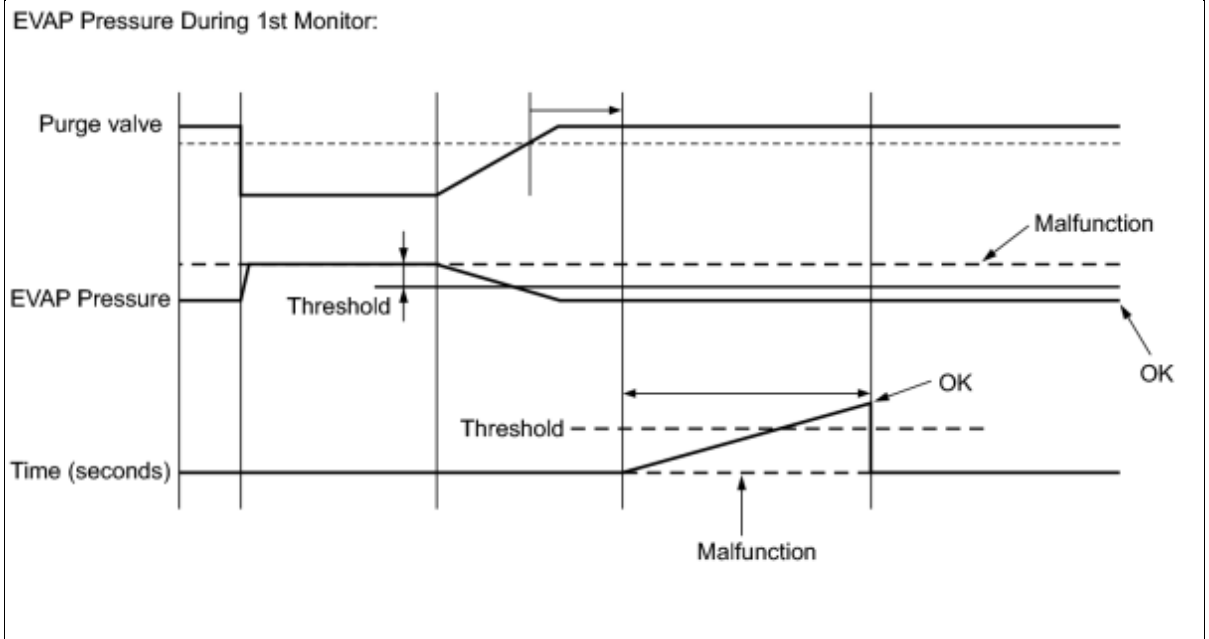 EVAP Pressure During 1st Monitor:
Purge valve
Malfunction
EVAP Pressure
Threshold
OK
OK
Threshold
Time (seconds)
Malfunction